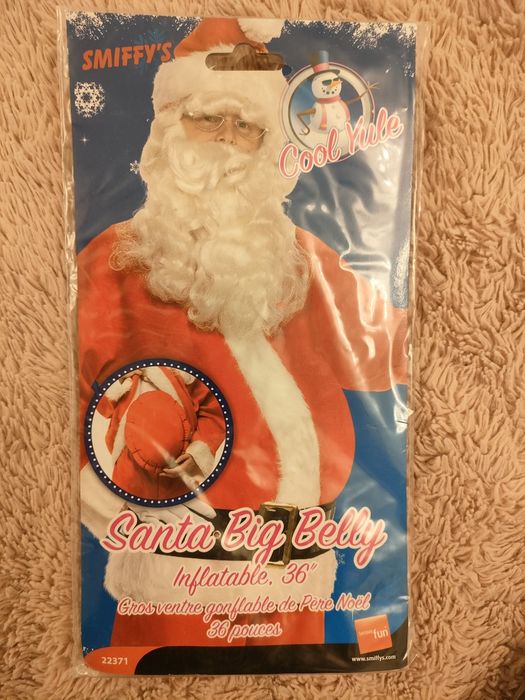 SMIFFY'S
Cool Yule
Santa Big Belly
Inflatable, 36"
Gros ventre gonflable de Père Noël
36 pouces
fun
22371
www.smiffys.com